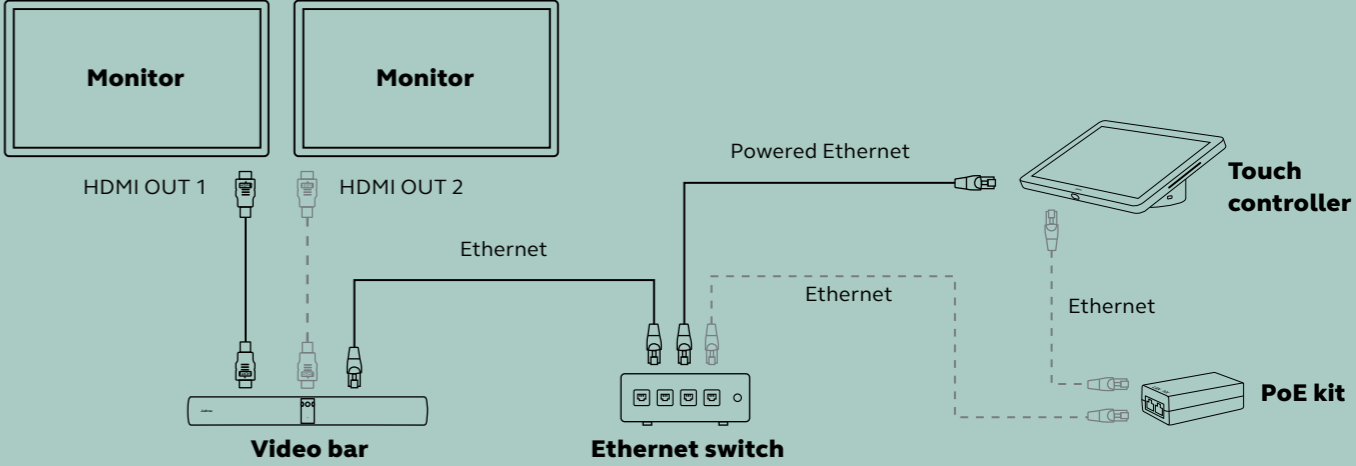 Monitor
Monitor
HDMI OUT 1
HDMI OUT 2
Powered Ethernet
Touch
controller
Ethernet
Ethernet
Ethernet
PoE kit
Video bar
Ethernet switch